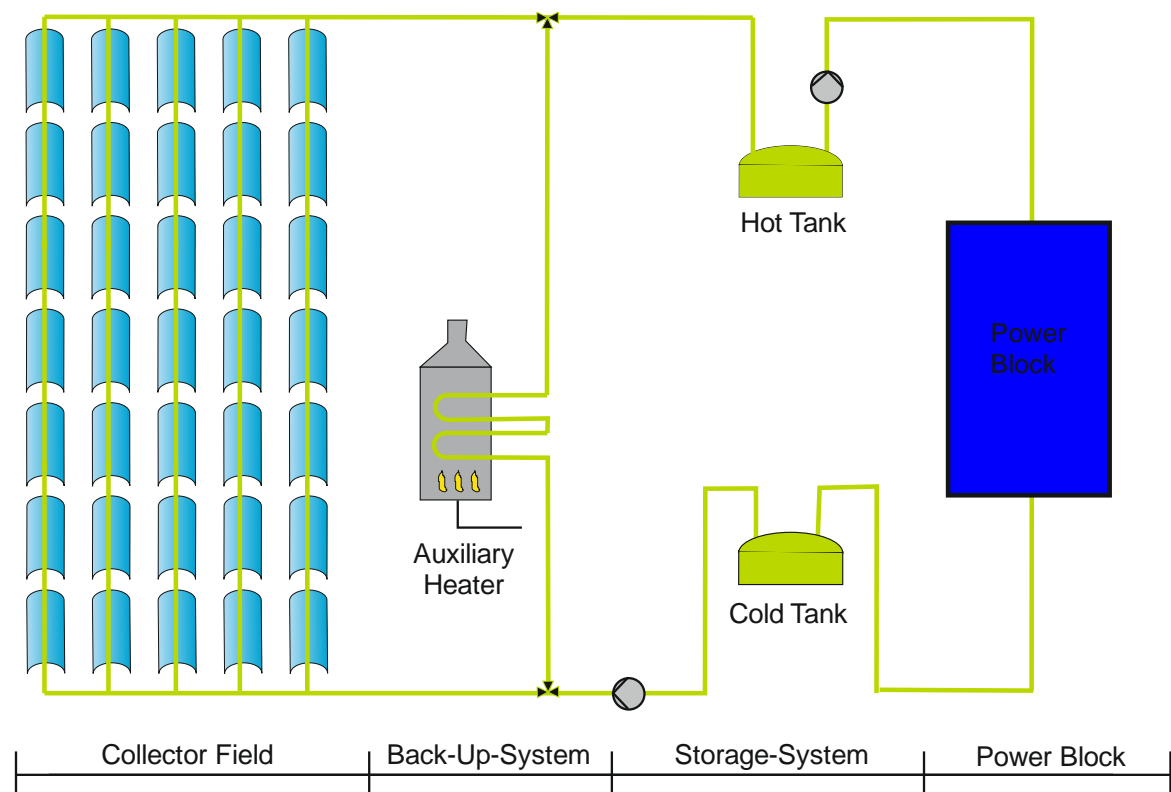 Hot Tank
Power
Block
Auxiliary
Heater
Cold Tank
Collector Field
Back-Up-System
Storage-System
Power Block